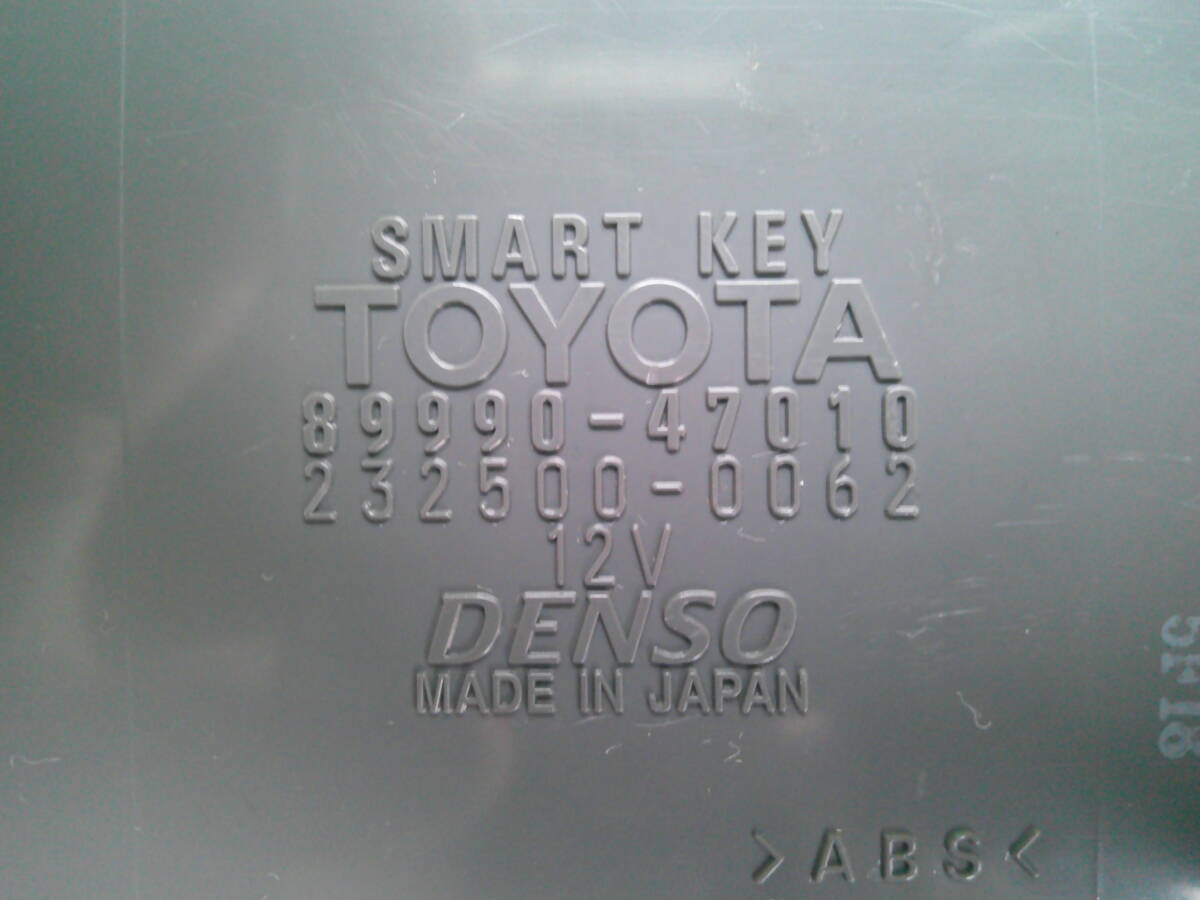 SMART KEY
TOYOTA
89990-47010
232500-0062
12V
DENSO
MADE IN JAPAN
>ABS<